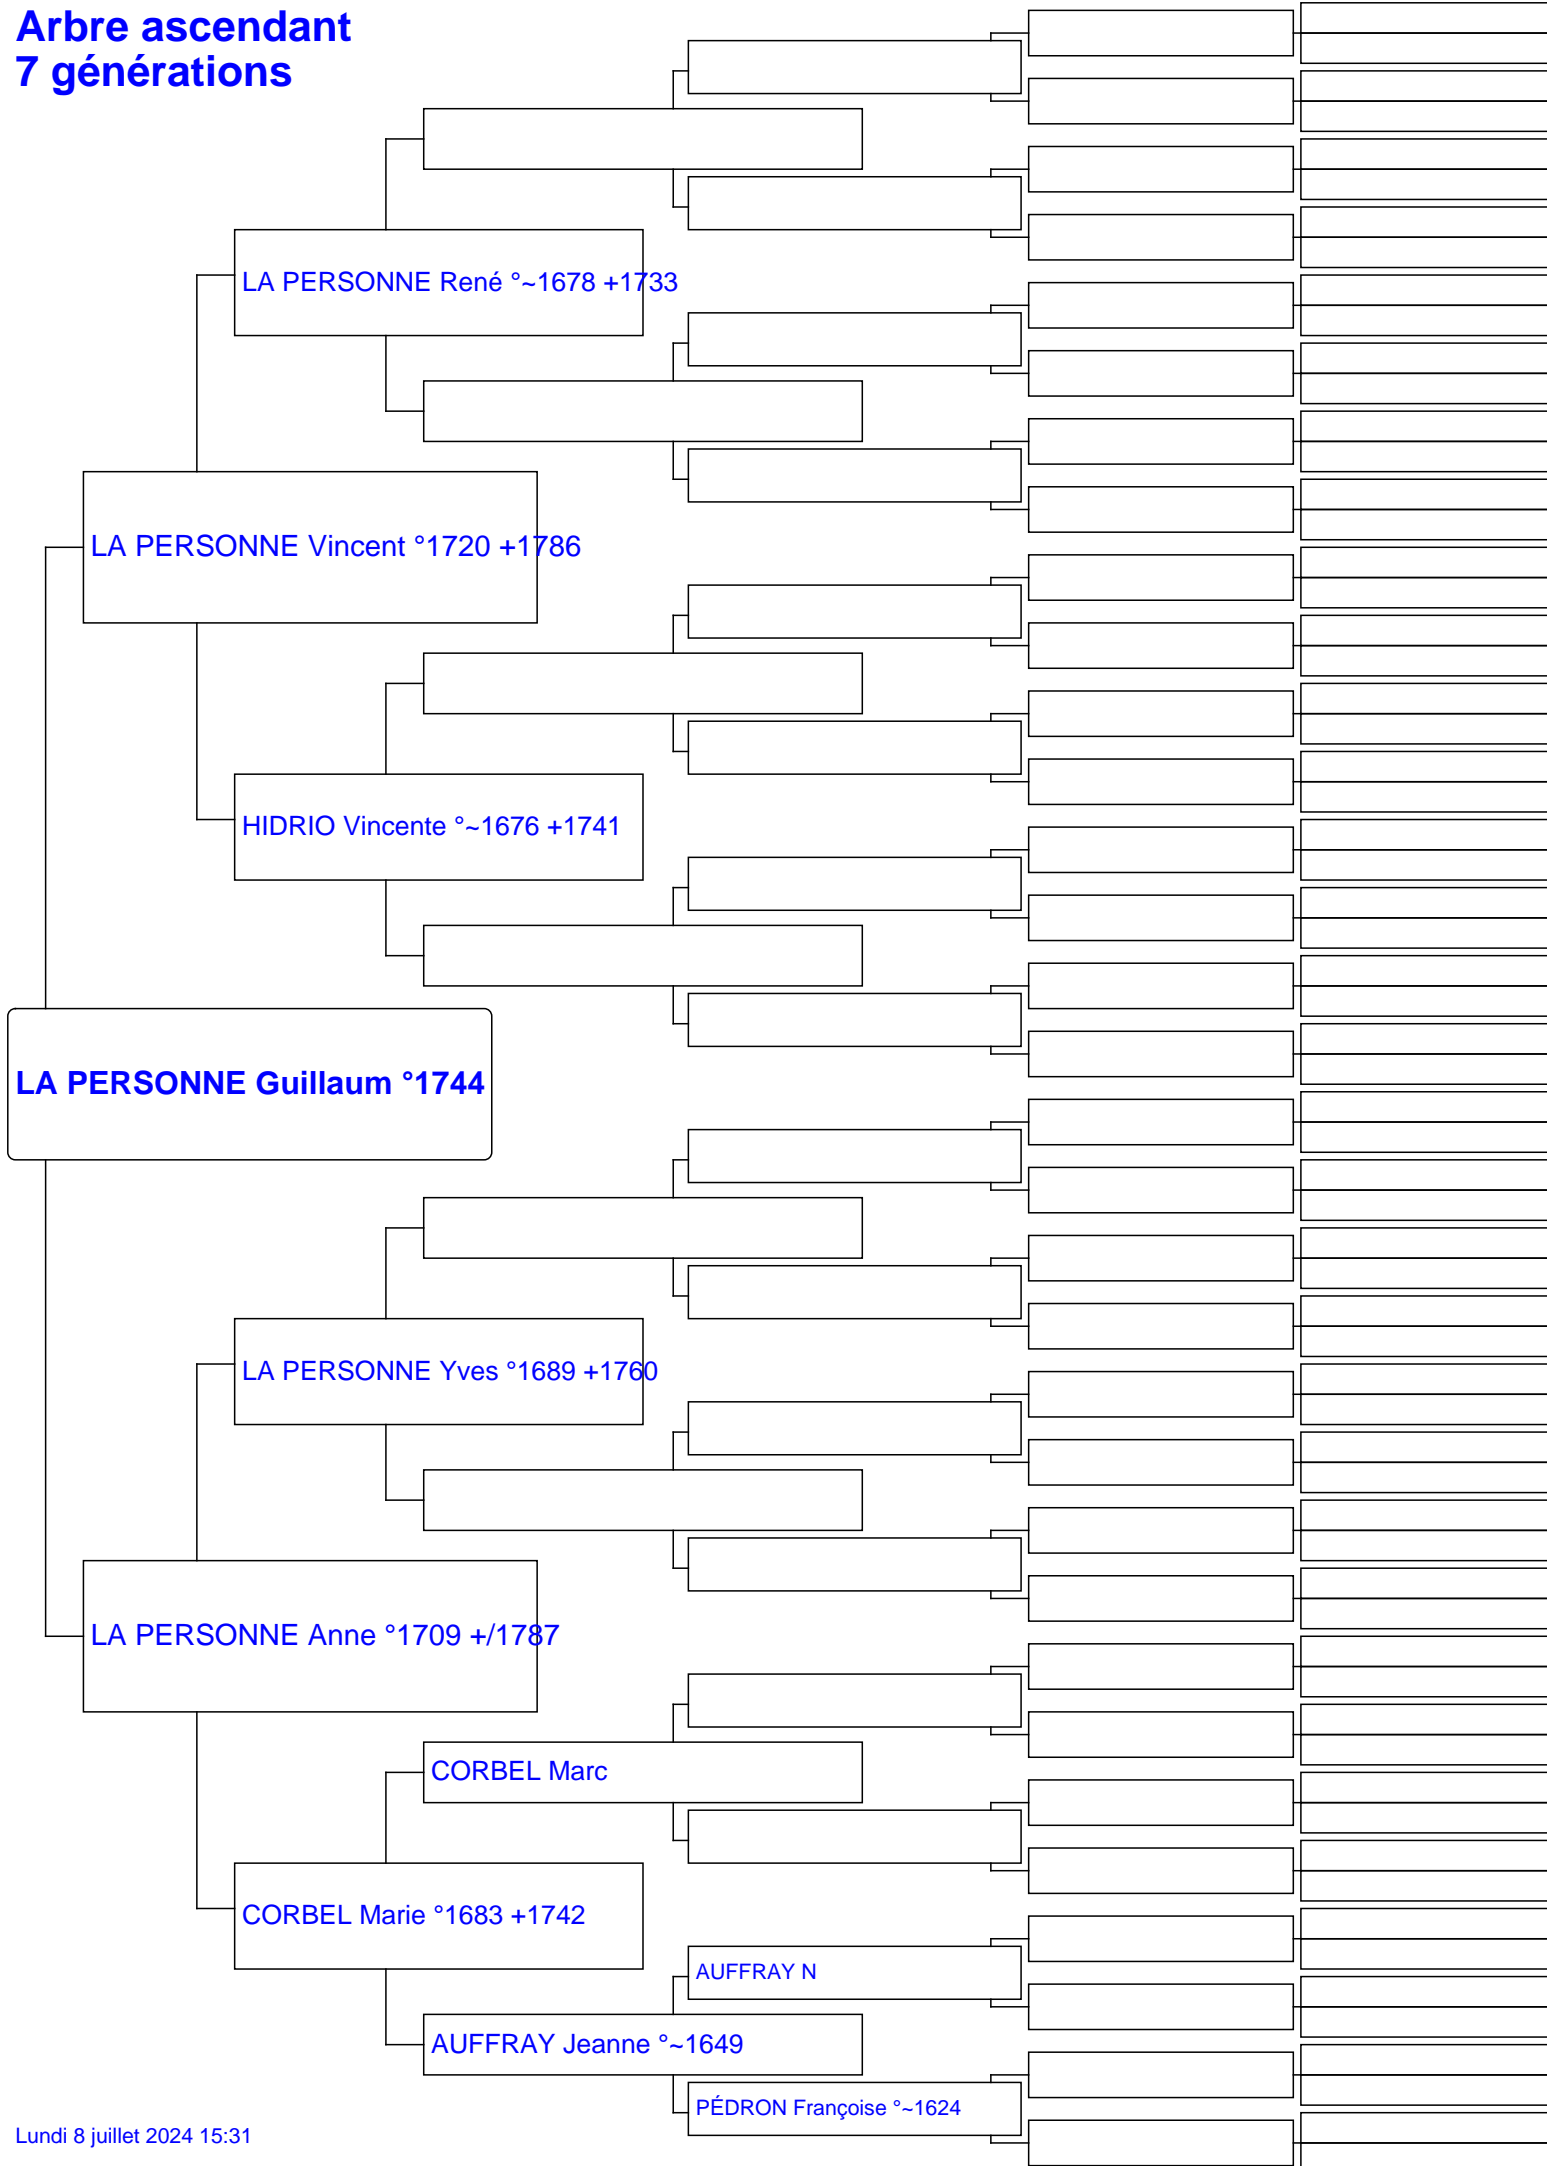 Arbre ascendant
7 générations
LA PERSONNE René °~1678 +1733
LA PERSONNE Vincent °1720 +1786
HIDRIO Vincente °~1676 +1741
LA PERSONNE Guillaum °1744
LA PERSONNE Yves °1689 +1760
LA PERSONNE Anne °1709 +/1787
CORBEL Marc
CORBEL Marie °1683 +1742
AUFFRAY N
AUFFRAY Jeanne °~1649
PÉDRON Françoise °~1624
Lundi 8 juillet 2024 15:31